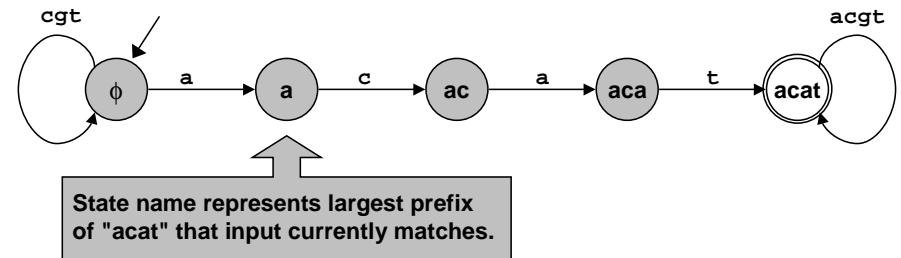 cgt acgt
a c a t
ϕ a ac aca acat
State name represents largest prefix
of "acat" that input currently matches.